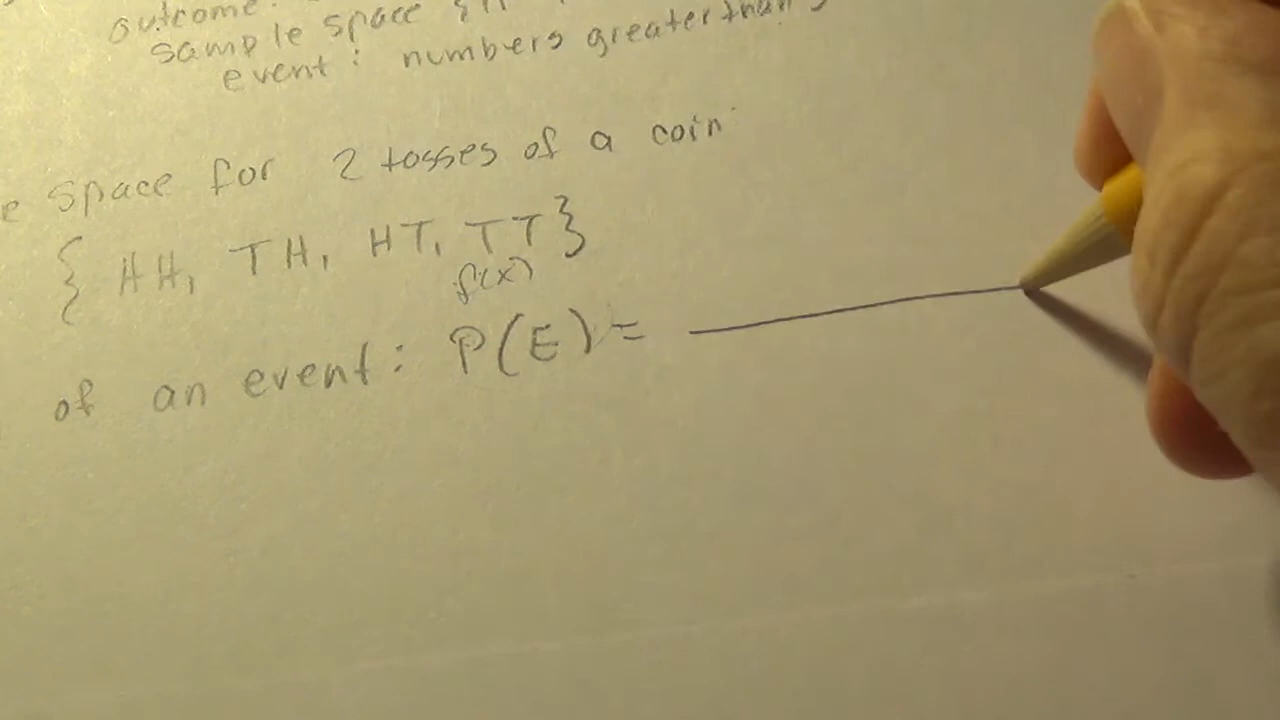 outcome:
sample space {
event: numbers greater than
e space for 2 tosses of a coin
{ HH, TH, HT, TT }
f(x)
of an event: P(E) =